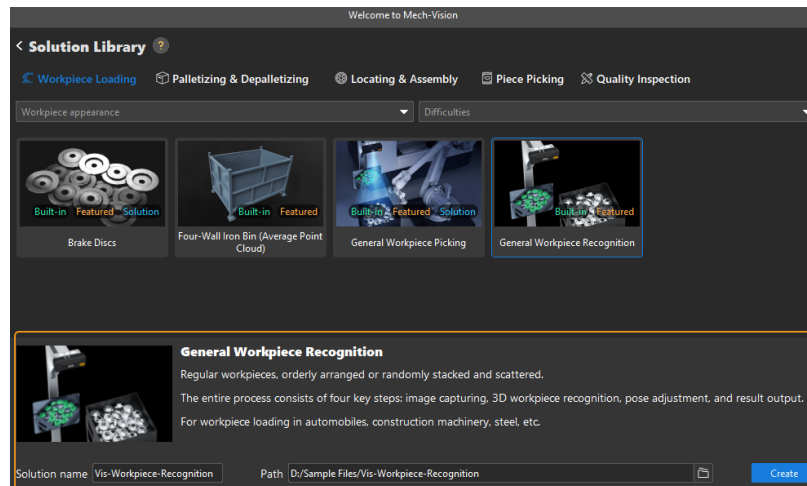 Welcome to Mech-Vision
< Solution Library ?
Workpiece Loading Palletizing & Depalletizing Locating & Assembly Piece Picking Quality Inspection
Workpiece appearance Difficulties
Built-in Featured Solution Built-in Featured Built-in Featured Solution Built-in Featured
Brake Discs Four-Wall Iron Bin (Average Point Cloud) General Workpiece Picking General Workpiece Recognition
General Workpiece Recognition
Regular workpieces, orderly arranged or randomly stacked and scattered.
The entire process consists of four key steps: image capturing, 3D workpiece recognition, pose adjustment, and result output.
For workpiece loading in automobiles, construction machinery, steel, etc.
Solution name Vis-Workpiece-Recognition Path D:/Sample Files/Vis-Workpiece-Recognition Create